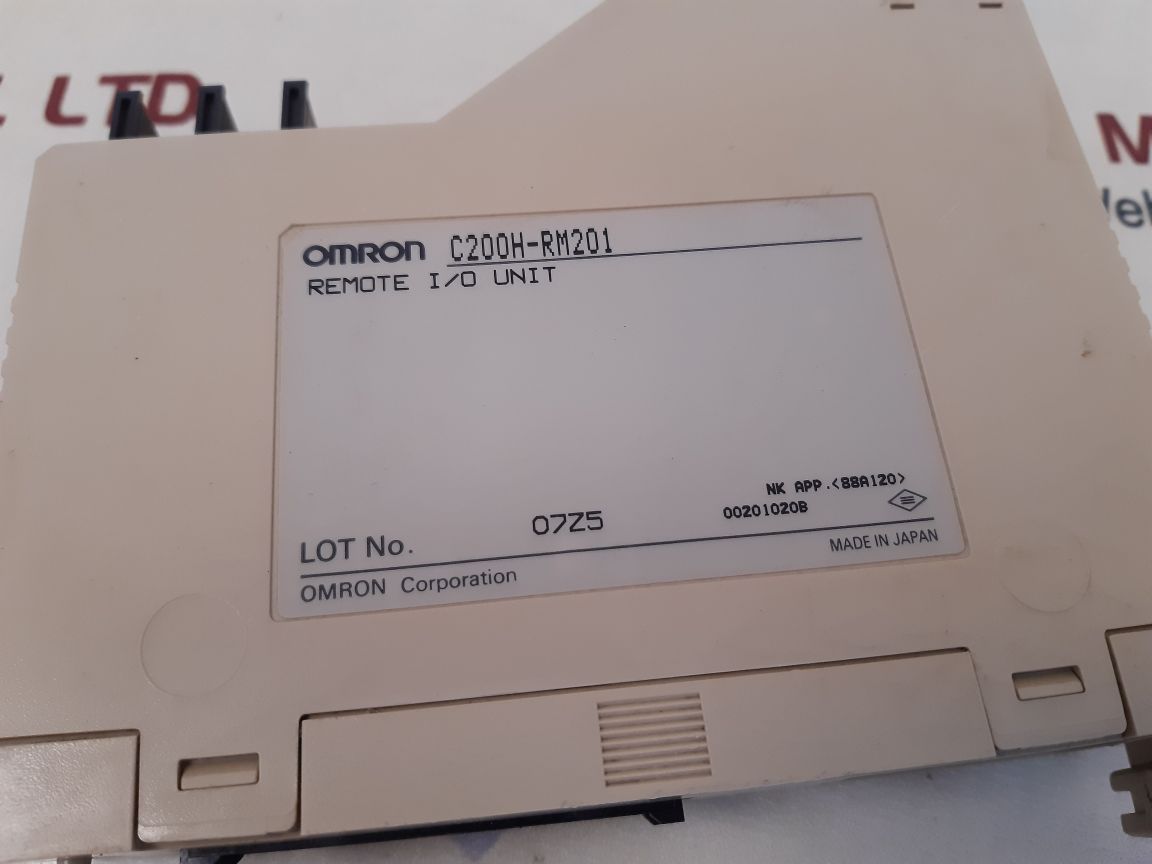 LTD
M
OMRON C200H-RM201
REMOTE I/O UNIT
NK APP.<88A120>
00201020B
LOT No. 07Z5
OMRON Corporation
MADE IN JAPAN